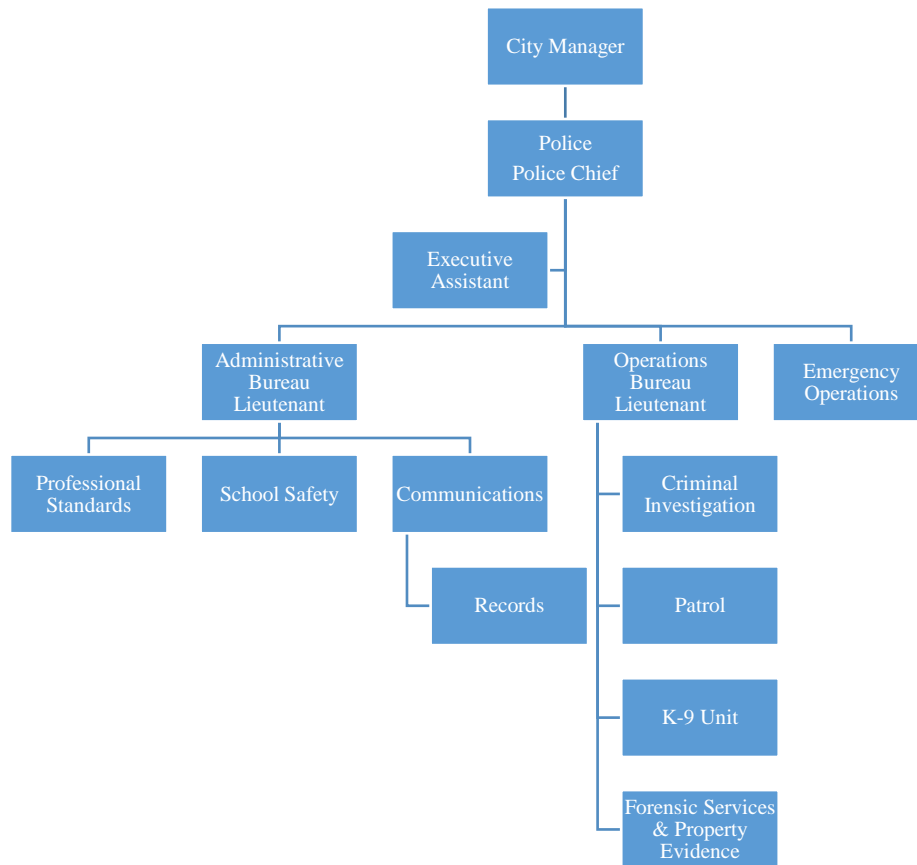 City Manager
Police
Police Chief
Executive
Assistant
Administrative
Bureau
Lieutenant
Operations
Bureau
Lieutenant
Emergency
Operations
Professional
Standards
School Safety
Communications
Criminal
Investigation
Records
Patrol
K-9 Unit
Forensic Services
& Property
Evidence